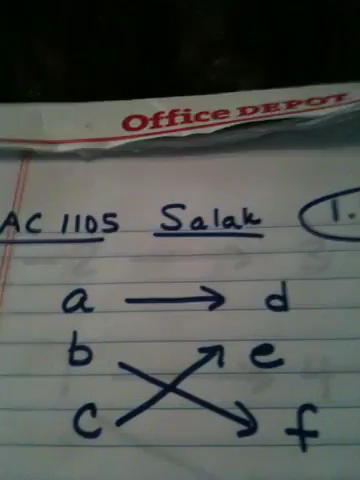 Office DEPOT
AC 1105 Salak 1.
a → d
b e
c f